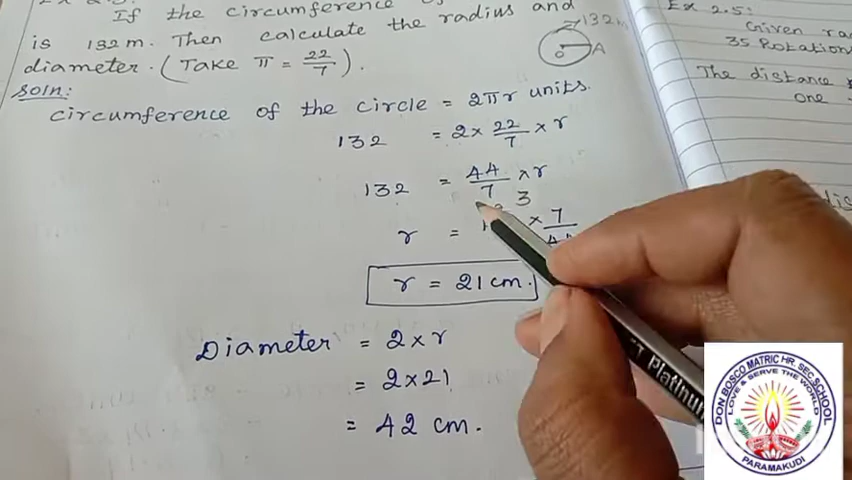 If the circumference
is 132 m. Then calculate the radius and
diameter. (Take π = 22/7).
132 m
O A
Soln:
circumference of the circle = 2πr units.
132 = 2 × 22/7 × r
132 = 44/7 × r
3
r = × 7/44
r = 21 cm.
Diameter = 2 × r
= 2 × 21
= 42 cm.
Ex 2.5:
Given
35 Rotation
The distance
one
Platinum
DON BOSCO MATRIC HR. SEC SCHOOL
LOVE & SERVE THE WORLD
PARAMAKUDI